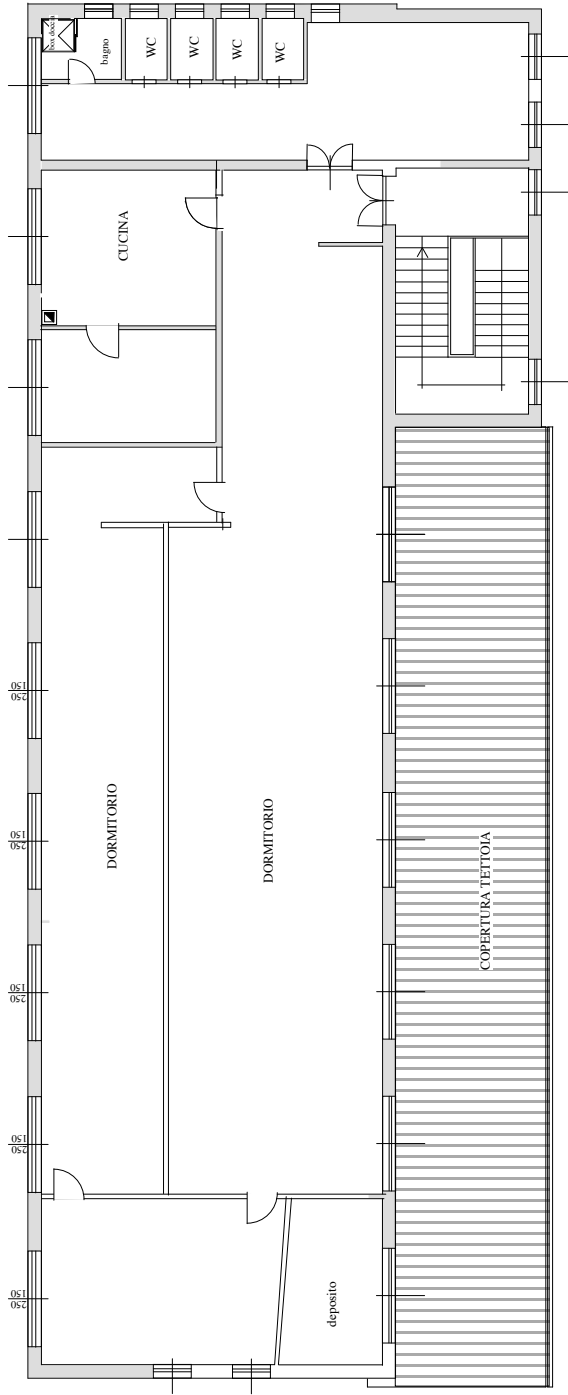 box doccia
bagno
WC
WC
WC
WC
CUCINA
150
250
150
250
150
250
150
250
150
250
DORMITORIO
DORMITORIO
COPERTURA TETTOIA
deposito